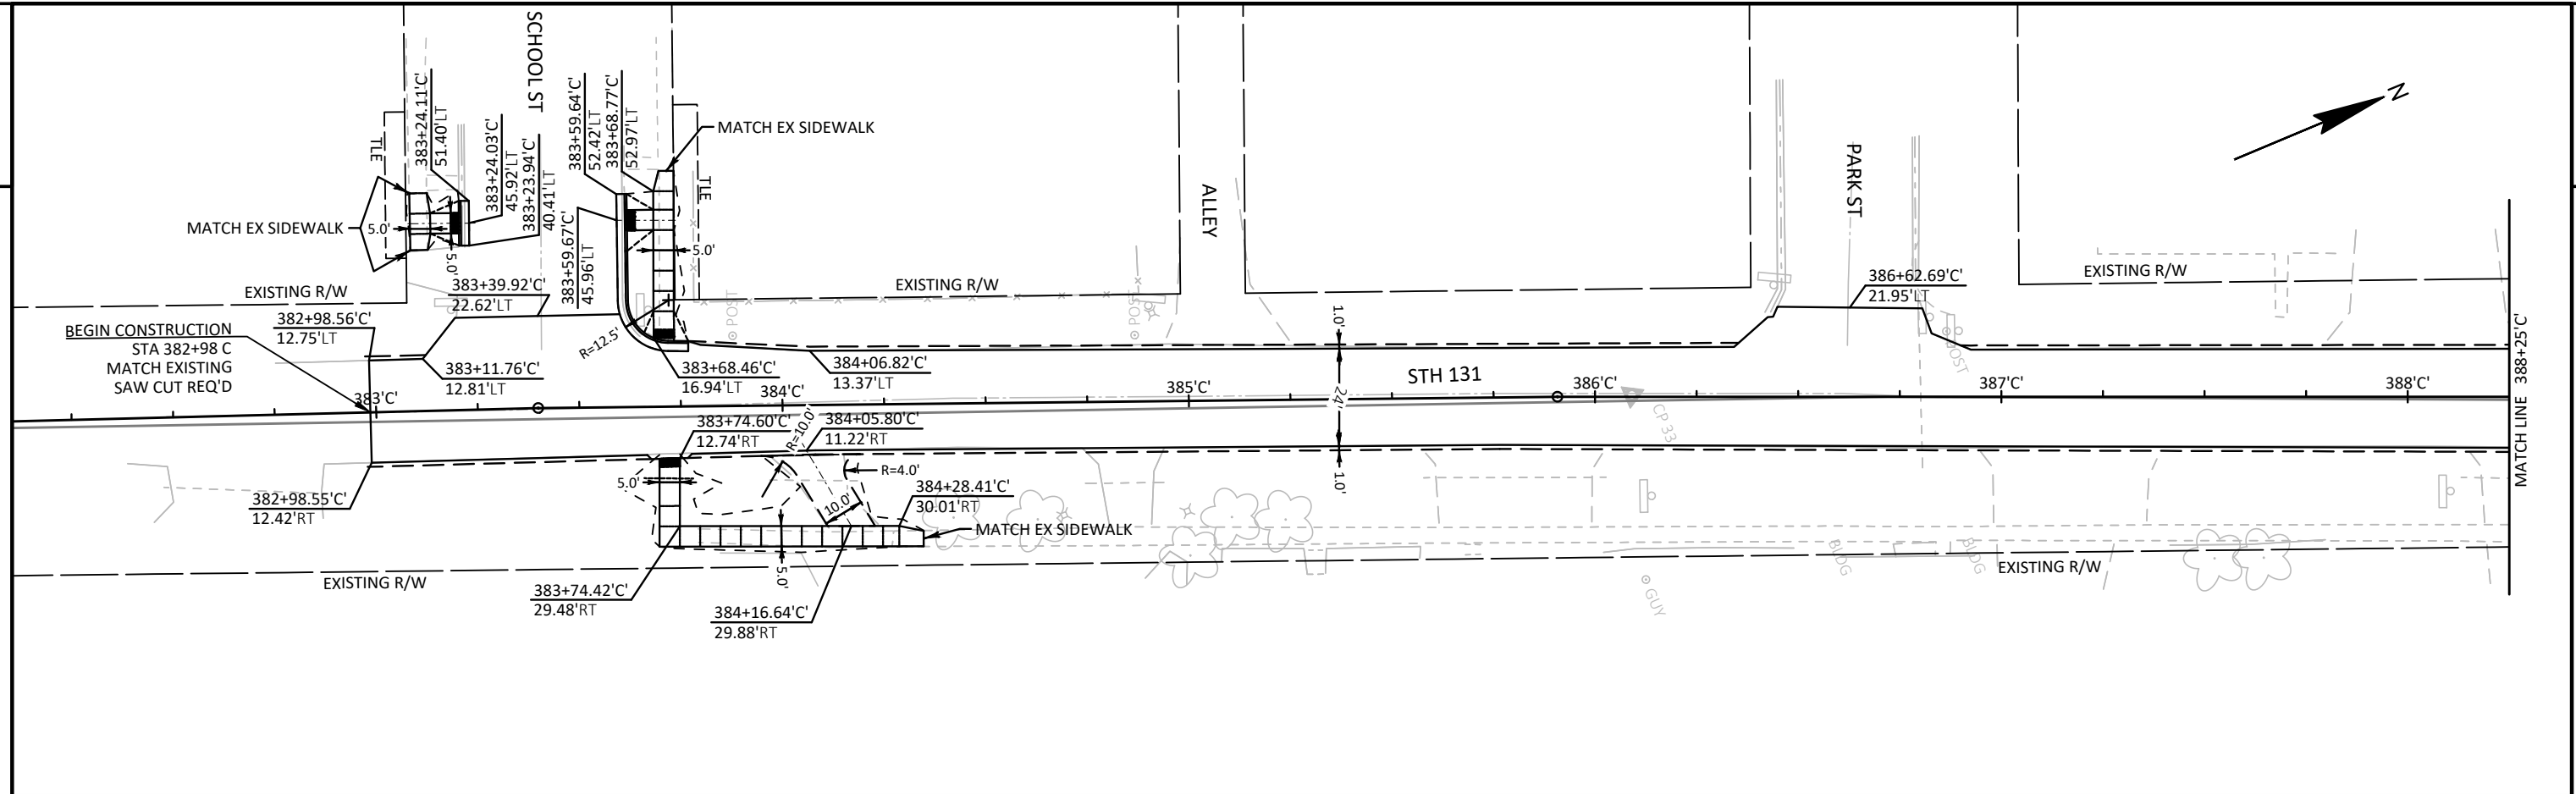 SCHOOL ST
383+24.11'C'
51.40'LT
383+24.03'C'
45.92'LT
383+23.94'C'
40.41'LT
383+59.64'C'
52.42'LT
383+68.77'C'
52.97'LT
383+59.67'C'
45.96'LT
TLE
TLE
MATCH EX SIDEWALK
MATCH EX SIDEWALK
5.0'
5.0'
5.0'
ALLEY
PARK ST
N
EXISTING R/W
EXISTING R/W
EXISTING R/W
383+39.92'C'
22.62'LT
386+62.69'C'
21.95'LT
BEGIN CONSTRUCTION
STA 382+98 C
MATCH EXISTING
SAW CUT REQ'D
382+98.56'C'
12.75'LT
383+11.76'C'
12.81'LT
R=12.5'
POST
POST
POST
383+68.46'C'
16.94'LT
384+06.82'C'
13.37'LT
1.0'
24'
1.0'
STH 131
383'C'
384'C'
385'C'
386'C'
387'C'
388'C'
CP 33
MATCH LINE 388+25'C'
383+74.60'C'
12.74'RT
R=10.0'
384+05.80'C'
11.22'RT
R=4.0'
382+98.55'C'
12.42'RT
5.0'
10.0'
384+28.41'C'
30.01'RT
MATCH EX SIDEWALK
5.0'
EXISTING R/W
383+74.42'C'
29.48'RT
384+16.64'C'
29.88'RT
GUY
BLDG
BLDG
EXISTING R/W